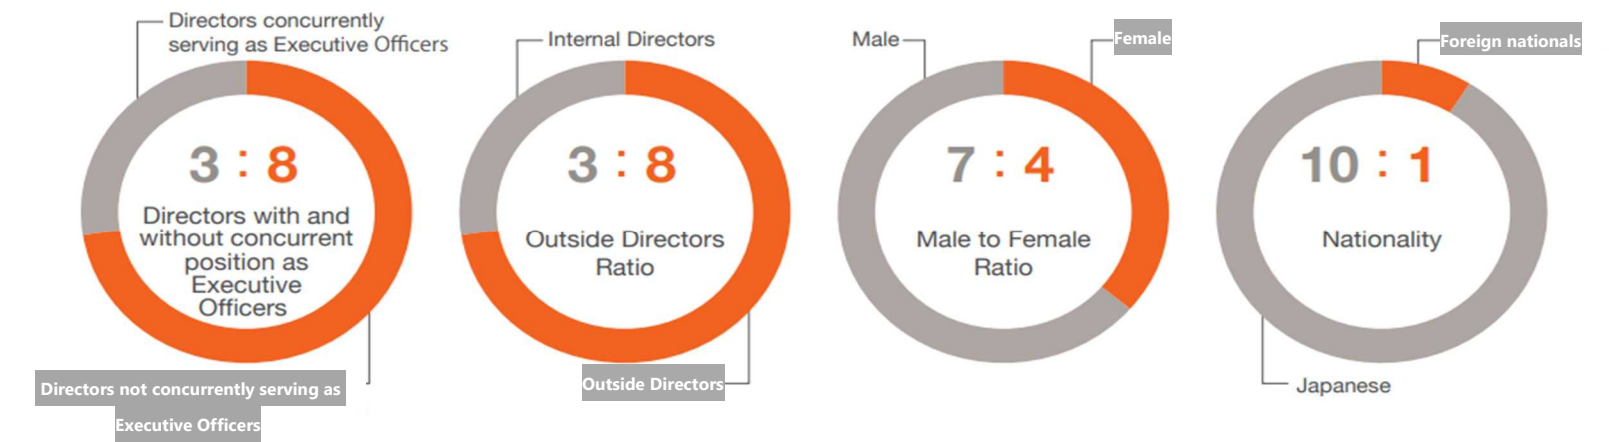 Directors concurrently
serving as Executive Officers
3 : 8
Directors with and
without concurrent
position as
Executive
Officers
Directors not concurrently serving as
Executive Officers
Internal Directors
3 : 8
Outside Directors
Ratio
Outside Directors
Male
Female
7 : 4
Male to Female
Ratio
Foreign nationals
10 : 1
Nationality
Japanese